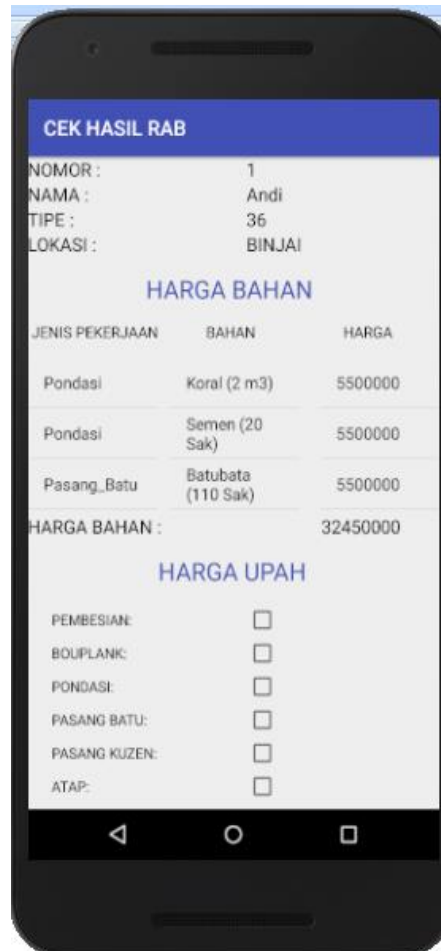 CEK HASIL RAB
NOMOR : 1
NAMA : Andi
TIPE : 36
LOKASI : BINJAI
HARGA BAHAN
JENIS PEKERJAAN BAHAN HARGA
Pondasi Koral (2 m3) 5500000
Pondasi Semen (20 Sak) 5500000
Pasang_Batu Batubata (110 Sak) 5500000
HARGA BAHAN : 32450000
HARGA UPAH
PEMBESIAN:
BOUPLANK:
PONDASI:
PASANG BATU:
PASANG KUZEN:
ATAP: